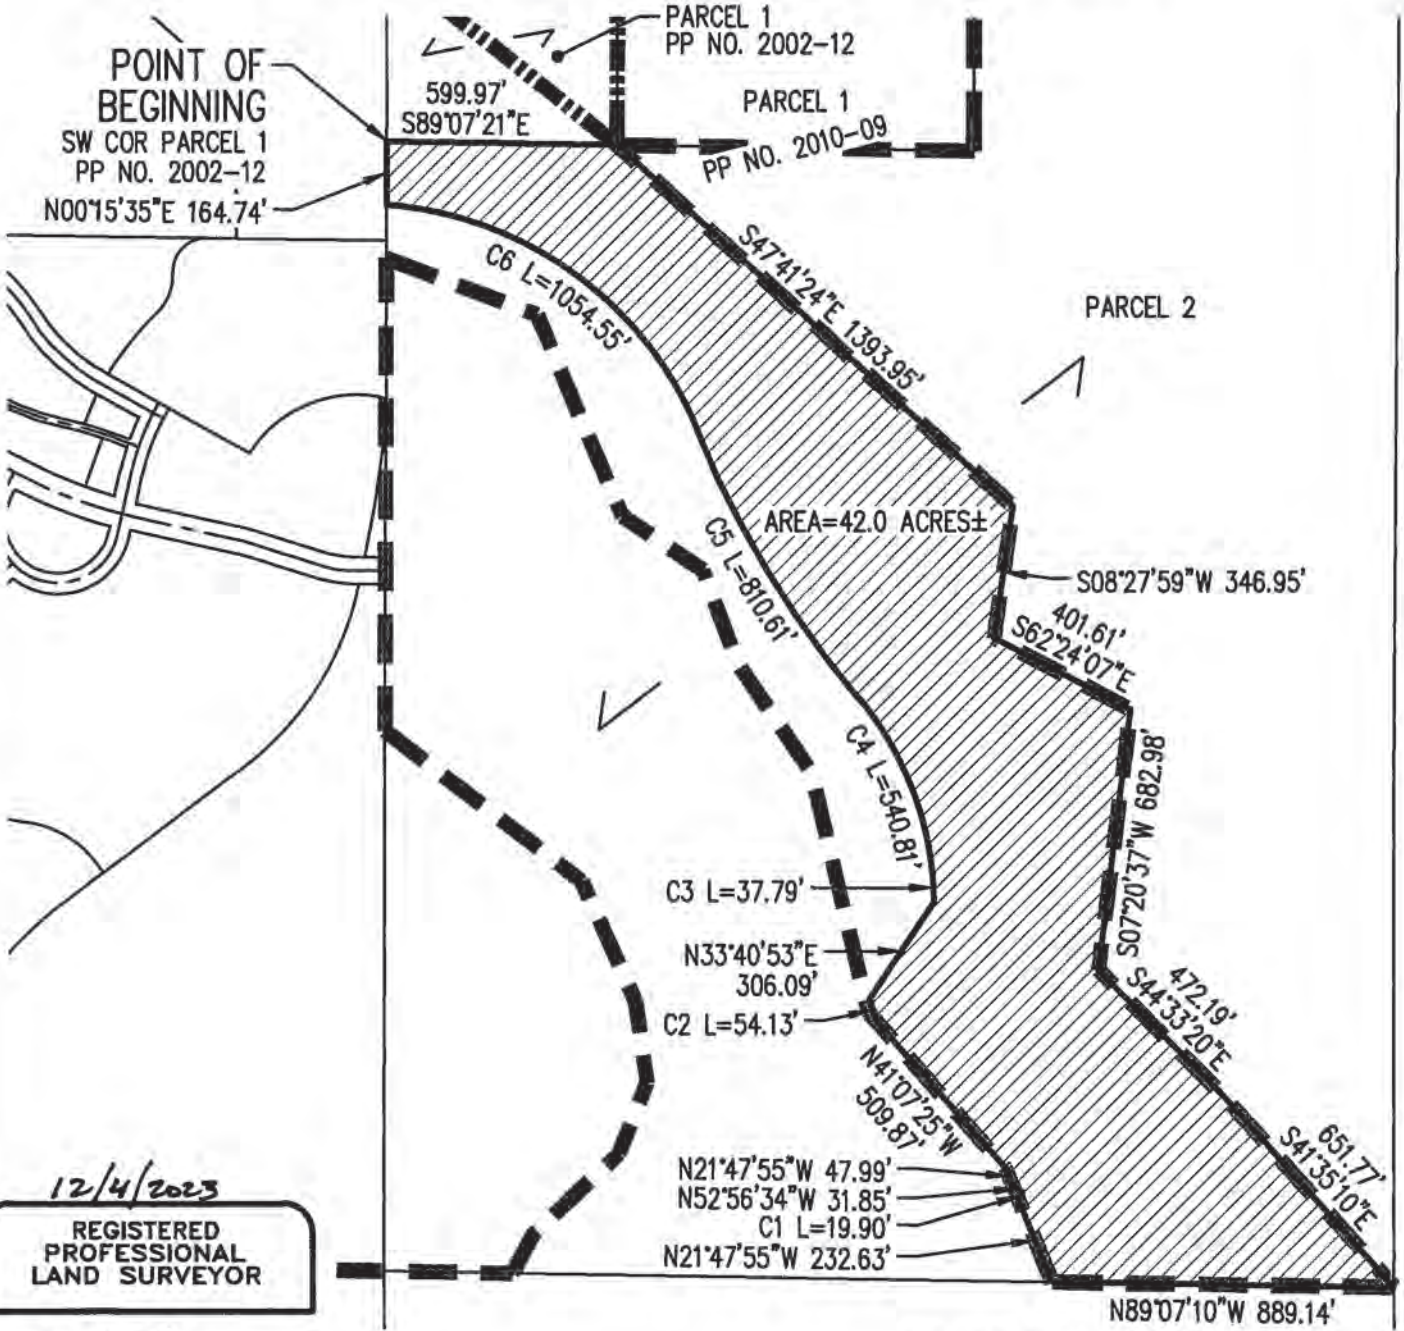 PARCEL 1
PP NO. 2002-12
POINT OF
BEGINNING
SW COR PARCEL 1
PP NO. 2002-12
N00°15'35"E 164.74'
599.97'
S89°07'21"E
PARCEL 1
PP NO. 2010-09
S47°41'24"E 1393.95'
C6 L=1054.55'
PARCEL 2
C5 L=810.61'
AREA=42.0 ACRES±
S08°27'59"W 346.95'
401.61'
S62°24'07"E
C4 L=540.81'
S07°20'37"W 682.98'
C3 L=37.79'
N33°40'53"E
306.09'
C2 L=54.13'
472.19'
S44°33'20"E
N41°07'25"W
509.87'
N21°47'55"W 47.99'
N52°56'34"W 31.85'
C1 L=19.90'
N21°47'55"W 232.63'
651.77'
S41°35'10"E
N89°07'10"W 889.14'
12/4/2023
REGISTERED
PROFESSIONAL
LAND SURVEYOR